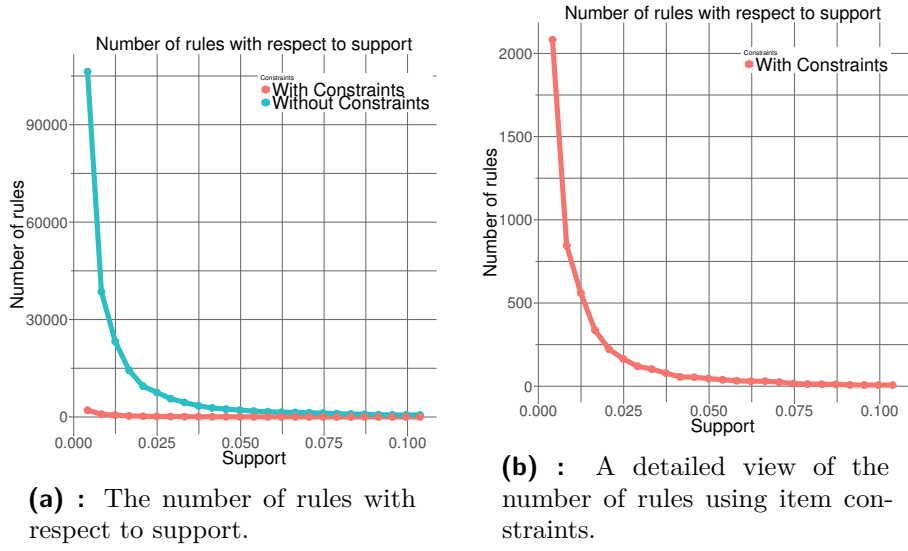 Number of rules with respect to support
Constraints
With Constraints
Without Constraints
90000
60000
30000
0
Number of rules
0.000 0.025 0.050 0.075 0.100
Support
(a) : The number of rules with
respect to support.
Number of rules with respect to support
Constraints
With Constraints
2000
1500
1000
500
0
Number of rules
0.000 0.025 0.050 0.075 0.100
Support
(b) : A detailed view of the
number of rules using item con-
straints.